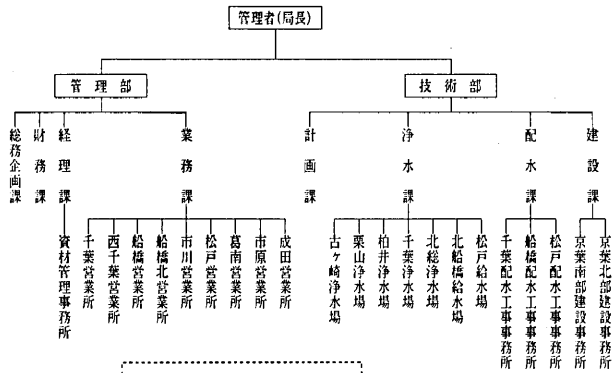 管理者(局長)
管理部
技術部
総務企画課
財務課
経理課
業務課
計画課
浄水課
配水課
建設課
資材管理事務所
千葉営業所
西千葉営業所
船橋営業所
船橋北営業所
市川営業所
松戸営業所
葛南営業所
市原営業所
成田営業所
古ヶ崎浄水場
栗山浄水場
柏井浄水場
千葉浄水場
北総浄水場
北船橋給水場
松戸給水場
千葉配水工事事務所
船橋配水工事事務所
松戸配水工事事務所
京葉南部建設事務所
京葉北部建設事務所